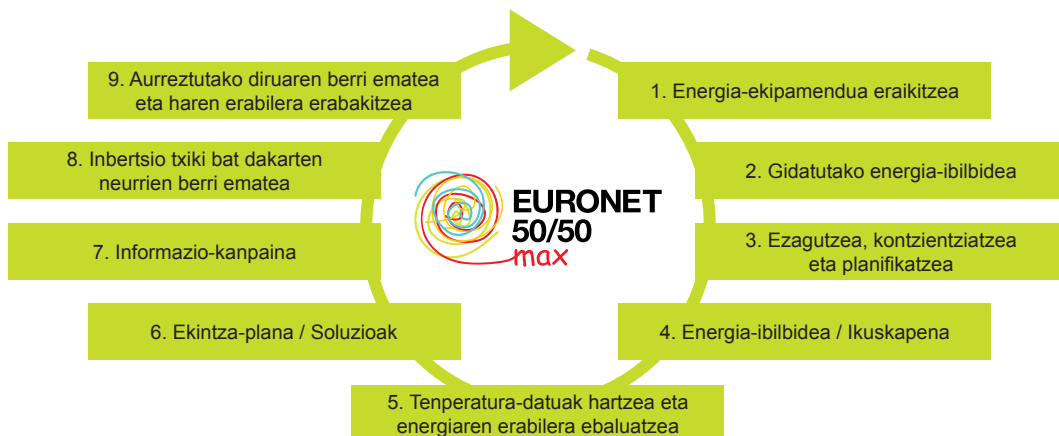 1. Energia-ekipamendua eraikitzea
2. Gidatutako energia-ibilbidea
3. Ezagutzea, kontzientziatzea
eta planifikatzea
4. Energia-ibilbidea / Ikuskapena
5. Tenperatura-datuak hartzea eta
energiaren erabilera ebaluatzea
6. Ekintza-plana / Soluzioak
7. Informazio-kanpaina
8. Inbertsio txiki bat dakarten
neurrien berri ematea
9. Aurreztutako diruaren berri ematea
eta haren erabilera erabakitzea
EURONET
50/50
max